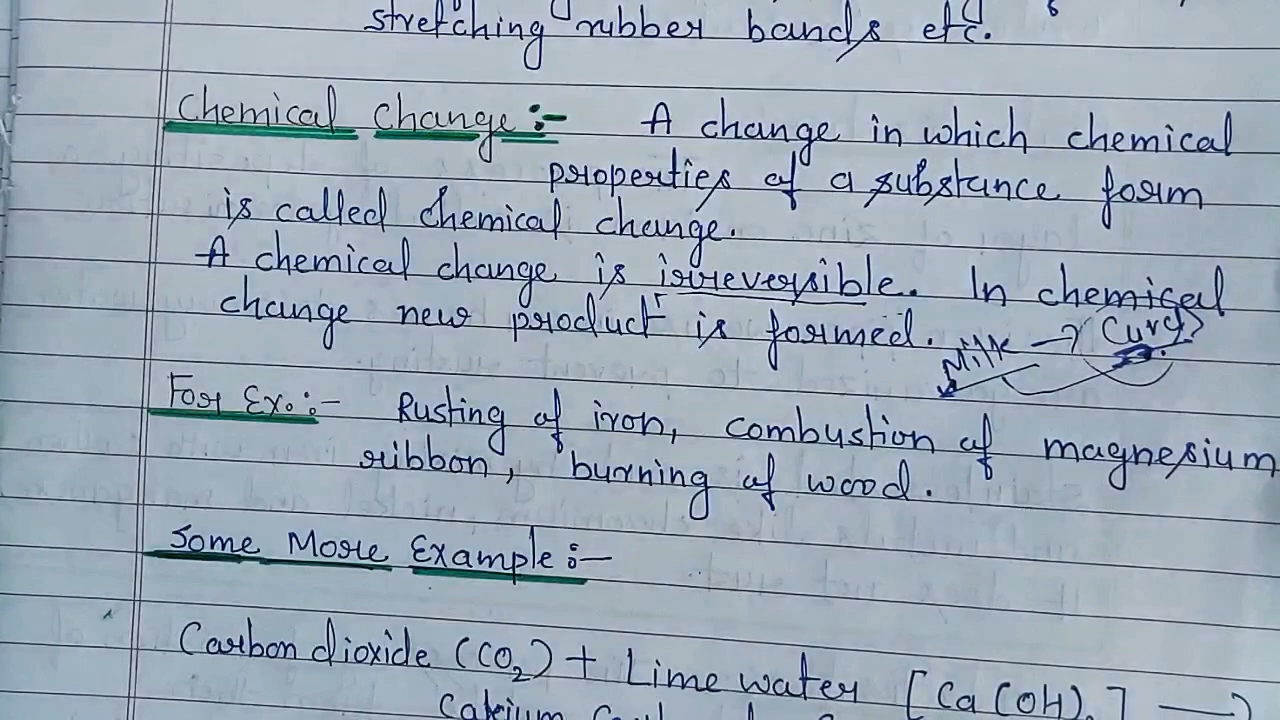 stretching rubber bands etc.
Chemical Change :- A change in which chemical
properties of a substance form
is called chemical change.
A chemical change is irreversible. In chemical
change new product is formed. Milk → Curd
For Ex. :- Rusting of iron, combustion of magnesium
ribbon, burning of wood.
Some More Example :-
Carbon dioxide (CO₂) + Lime water [Ca(OH)₂] →
Calcium